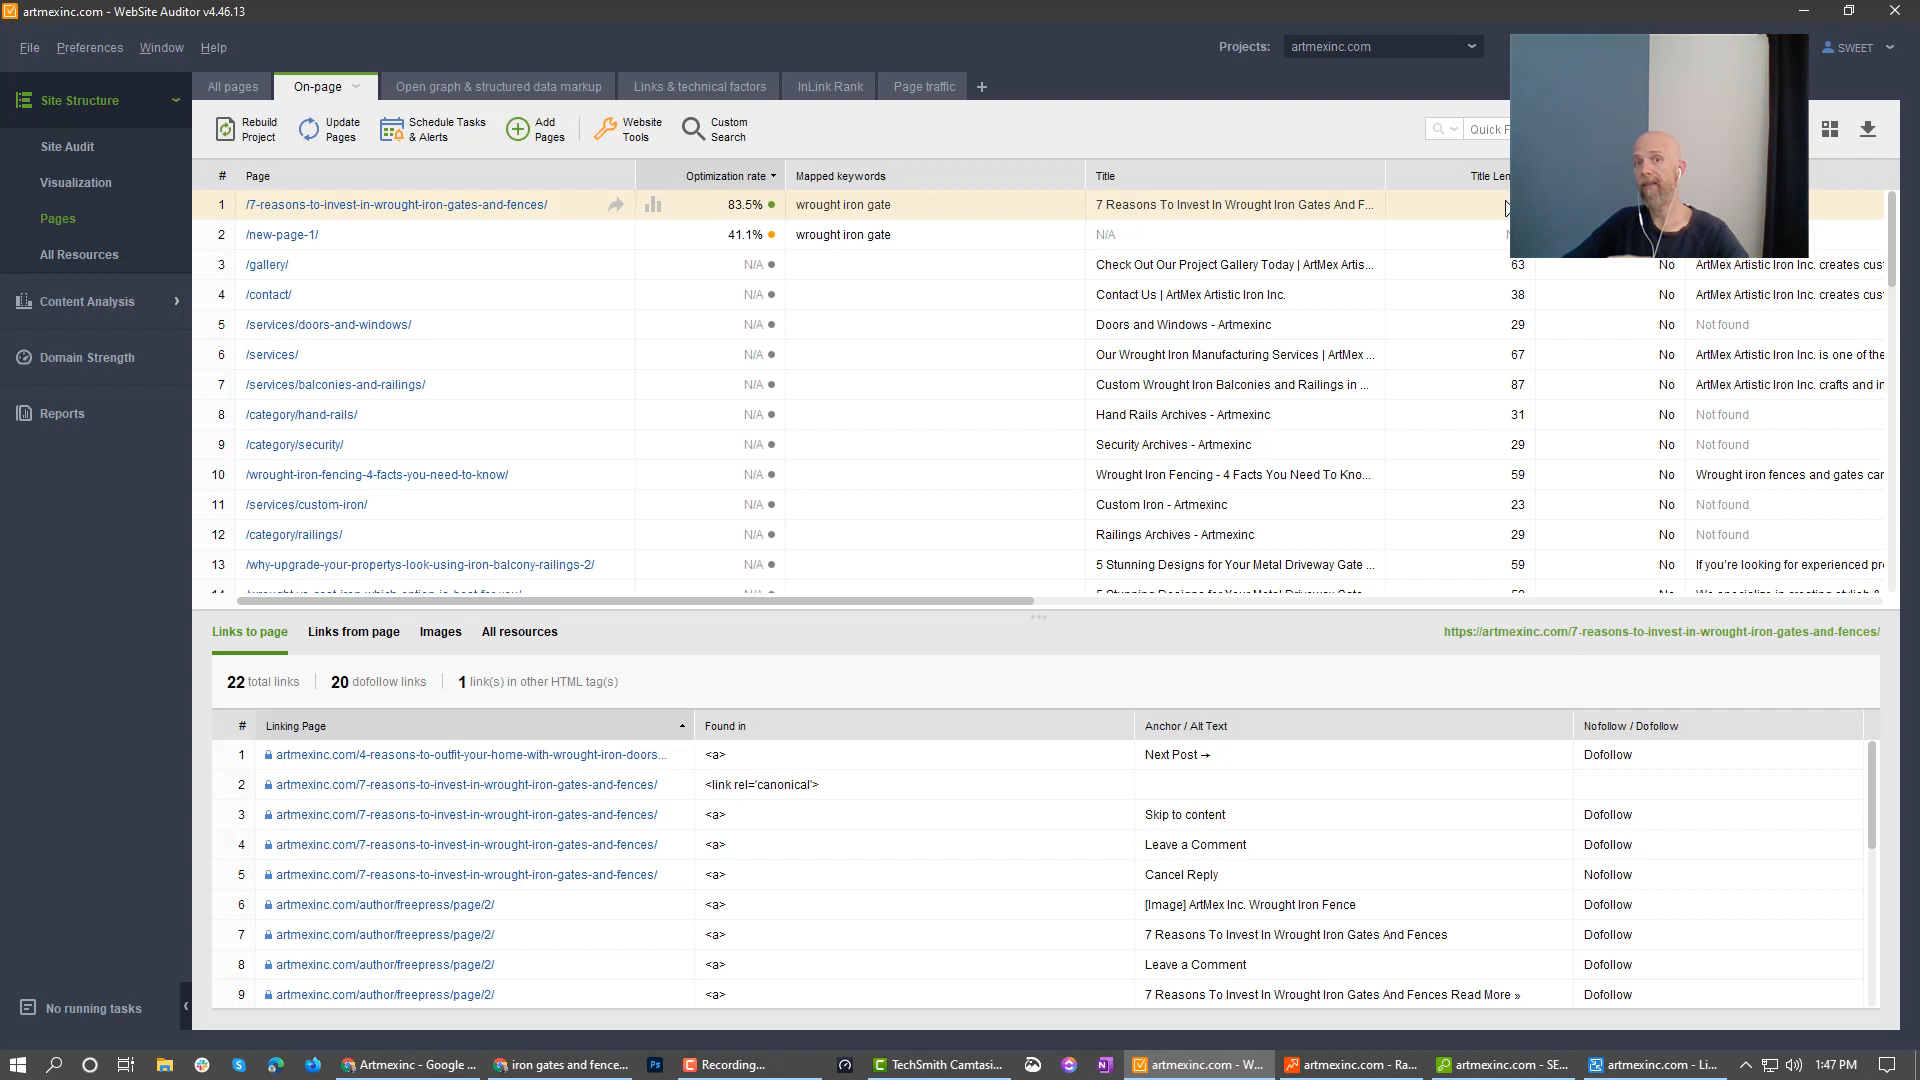 artmexinc.com - WebSite Auditor v4.46.13
File Preferences Window Help
Projects: artmexinc.com
SWEET
Site Structure
Site Audit
Visualization
Pages
All Resources
Content Analysis
Domain Strength
Reports
No running tasks
All pages On-page Open graph & structured data markup Links & technical factors InLink Rank Page traffic +
Rebuild Project
Update Pages
Schedule Tasks & Alerts
Add Pages
Website Tools
Custom Search
Quick F
# Page Optimization rate Mapped keywords Title Title Len
1 /7-reasons-to-invest-in-wrought-iron-gates-and-fences/ 83.5% wrought iron gate 7 Reasons To Invest In Wrought Iron Gates And F...
2 /new-page-1/ 41.1% wrought iron gate N/A
3 /gallery/ N/A Check Out Our Project Gallery Today | ArtMex Artis... 63 No ArtMex Artistic Iron Inc. creates cust
4 /contact/ N/A Contact Us | ArtMex Artistic Iron Inc. 38 No ArtMex Artistic Iron Inc. creates cust
5 /services/doors-and-windows/ N/A Doors and Windows - Artmexinc 29 No Not found
6 /services/ N/A Our Wrought Iron Manufacturing Services | ArtMex ... 67 No ArtMex Artistic Iron Inc. is one of the
7 /services/balconies-and-railings/ N/A Custom Wrought Iron Balconies and Railings in ... 87 No ArtMex Artistic Iron Inc. crafts and in
8 /category/hand-rails/ N/A Hand Rails Archives - Artmexinc 31 No Not found
9 /category/security/ N/A Security Archives - Artmexinc 29 No Not found
10 /wrought-iron-fencing-4-facts-you-need-to-know/ N/A Wrought Iron Fencing - 4 Facts You Need To Kno... 59 No Wrought iron fences and gates can
11 /services/custom-iron/ N/A Custom Iron - Artmexinc 23 No Not found
12 /category/railings/ N/A Railings Archives - Artmexinc 29 No Not found
13 /why-upgrade-your-propertys-look-using-iron-balcony-railings-2/ N/A 5 Stunning Designs for Your Metal Driveway Gate ... 59 No If you're looking for experienced pro
Links to page Links from page Images All resources https://artmexinc.com/7-reasons-to-invest-in-wrought-iron-gates-and-fences/
22 total links 20 dofollow links 1 link(s) in other HTML tag(s)
# Linking Page Found in Anchor / Alt Text Nofollow / Dofollow
1 artmexinc.com/4-reasons-to-outfit-your-home-with-wrought-iron-doors... <a> Next Post → Dofollow
2 artmexinc.com/7-reasons-to-invest-in-wrought-iron-gates-and-fences/ <link rel='canonical'>
3 artmexinc.com/7-reasons-to-invest-in-wrought-iron-gates-and-fences/ <a> Skip to content Dofollow
4 artmexinc.com/7-reasons-to-invest-in-wrought-iron-gates-and-fences/ <a> Leave a Comment Dofollow
5 artmexinc.com/7-reasons-to-invest-in-wrought-iron-gates-and-fences/ <a> Cancel Reply Nofollow
6 artmexinc.com/author/freepress/page/2/ <a> [Image] ArtMex Inc. Wrought Iron Fence Dofollow
7 artmexinc.com/author/freepress/page/2/ <a> 7 Reasons To Invest In Wrought Iron Gates And Fences Dofollow
8 artmexinc.com/author/freepress/page/2/ <a> Leave a Comment Dofollow
9 artmexinc.com/author/freepress/page/2/ <a> 7 Reasons To Invest In Wrought Iron Gates And Fences Read More » Dofollow
Artmexinc - Google ... iron gates and fence... Ps Recording... TechSmith Camtasi... artmexinc.com - W... artmexinc.com - Ra... artmexinc.com - SE... artmexinc.com - Li... 1:47 PM